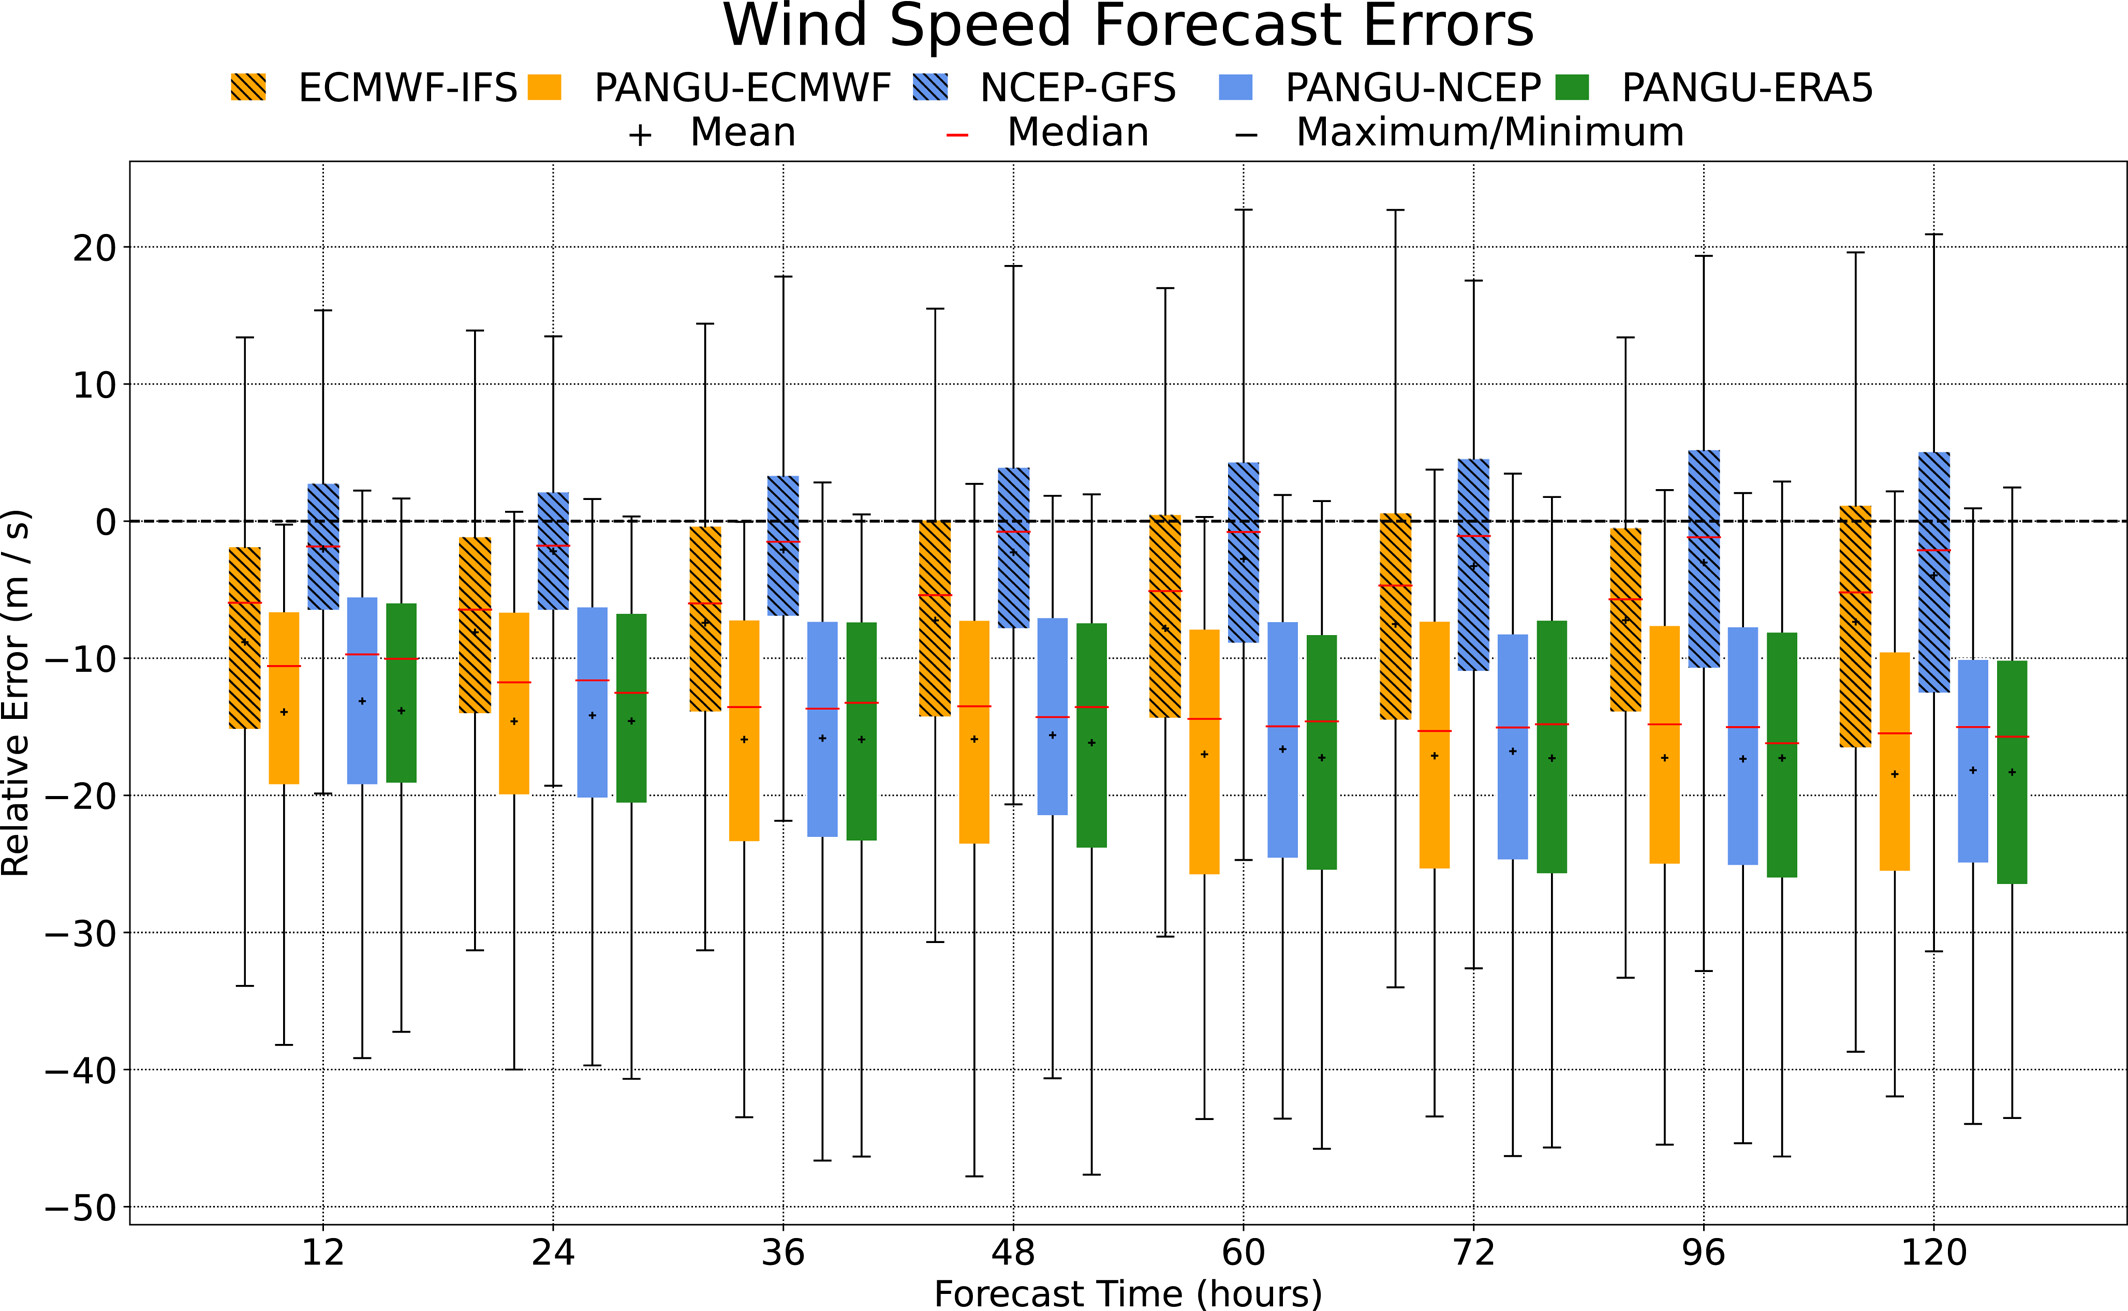 Wind Speed Forecast Errors
ECMWF-IFS PANGU-ECMWF NCEP-GFS PANGU-NCEP PANGU-ERA5
Mean Median Maximum/Minimum
Relative Error (m / s)
20
10
0
−10
−20
−30
−40
−50
12 24 36 48 60 72 96 120
Forecast Time (hours)